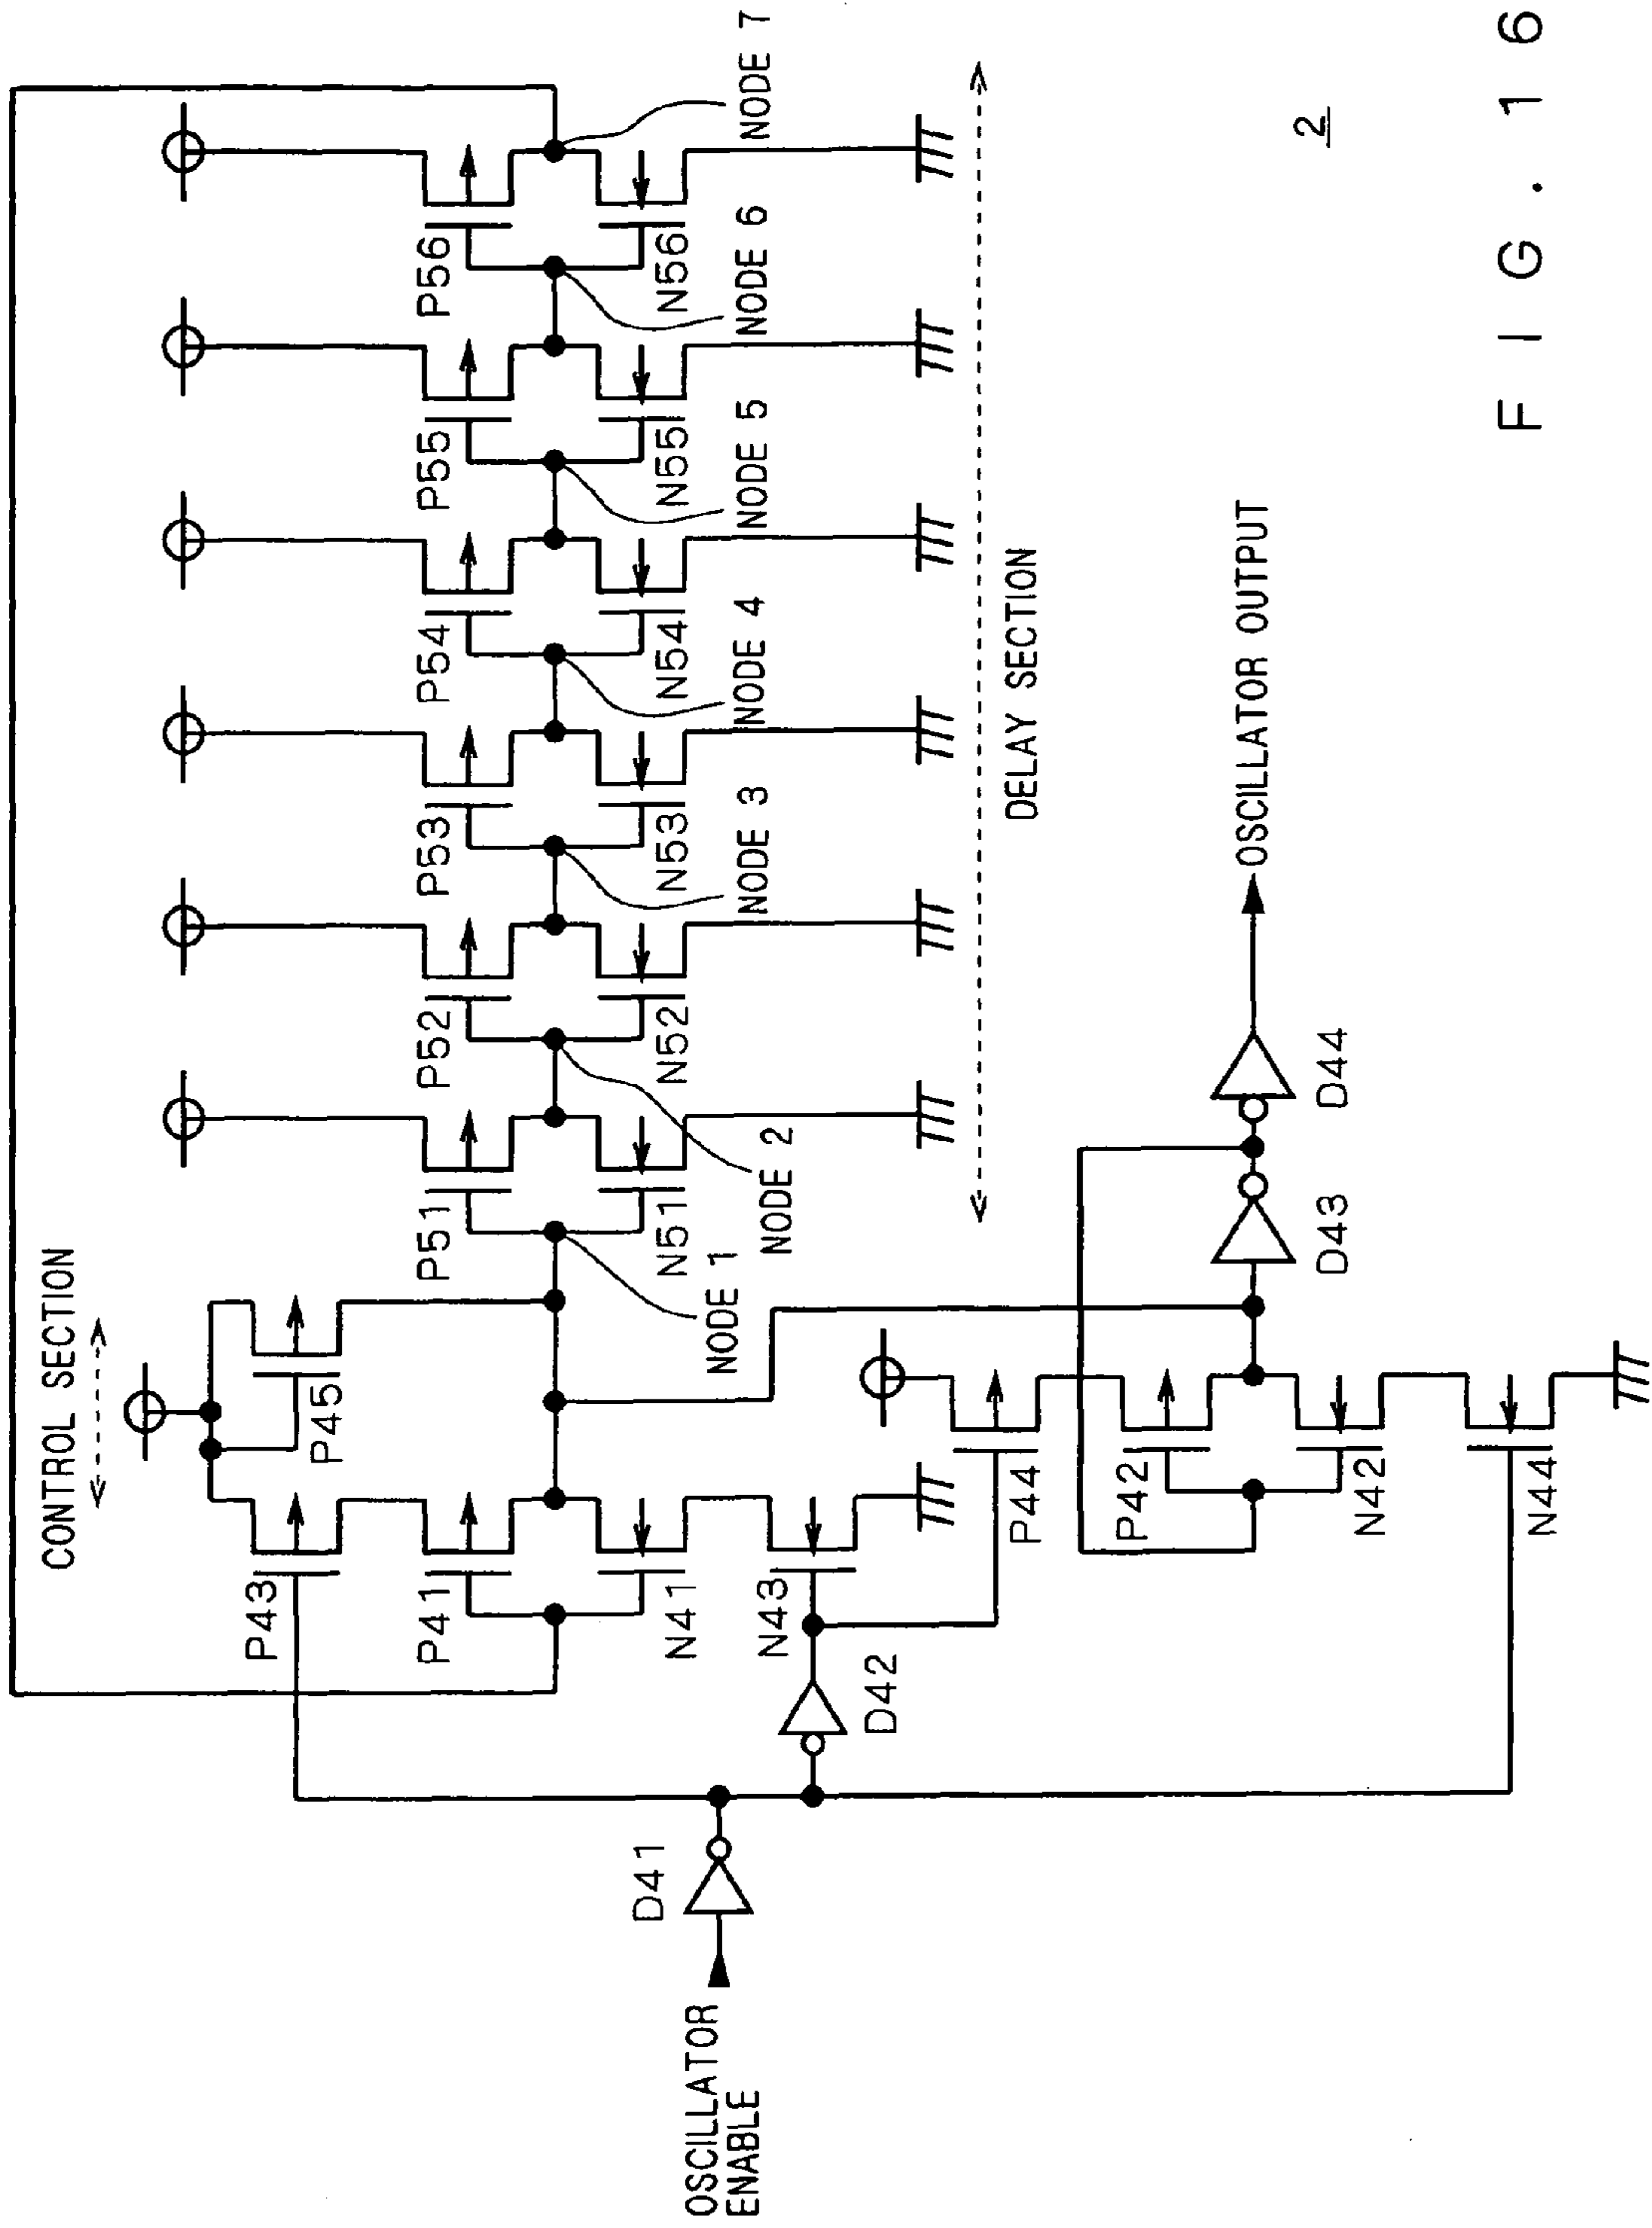 CONTROL SECTION
P43
P45
P41
N41
N43
P51
N51
P52
N52
P53
N53
P54
N54
P55
N55
P56
N56
NODE 1
NODE 2
NODE 3
NODE 4
NODE 5
NODE 6
NODE 7
DELAY SECTION
OSCILLATOR
ENABLE
D41
D42
P44
P42
N42
N44
D43
D44
OSCILLATOR OUTPUT
2
FIG. 16